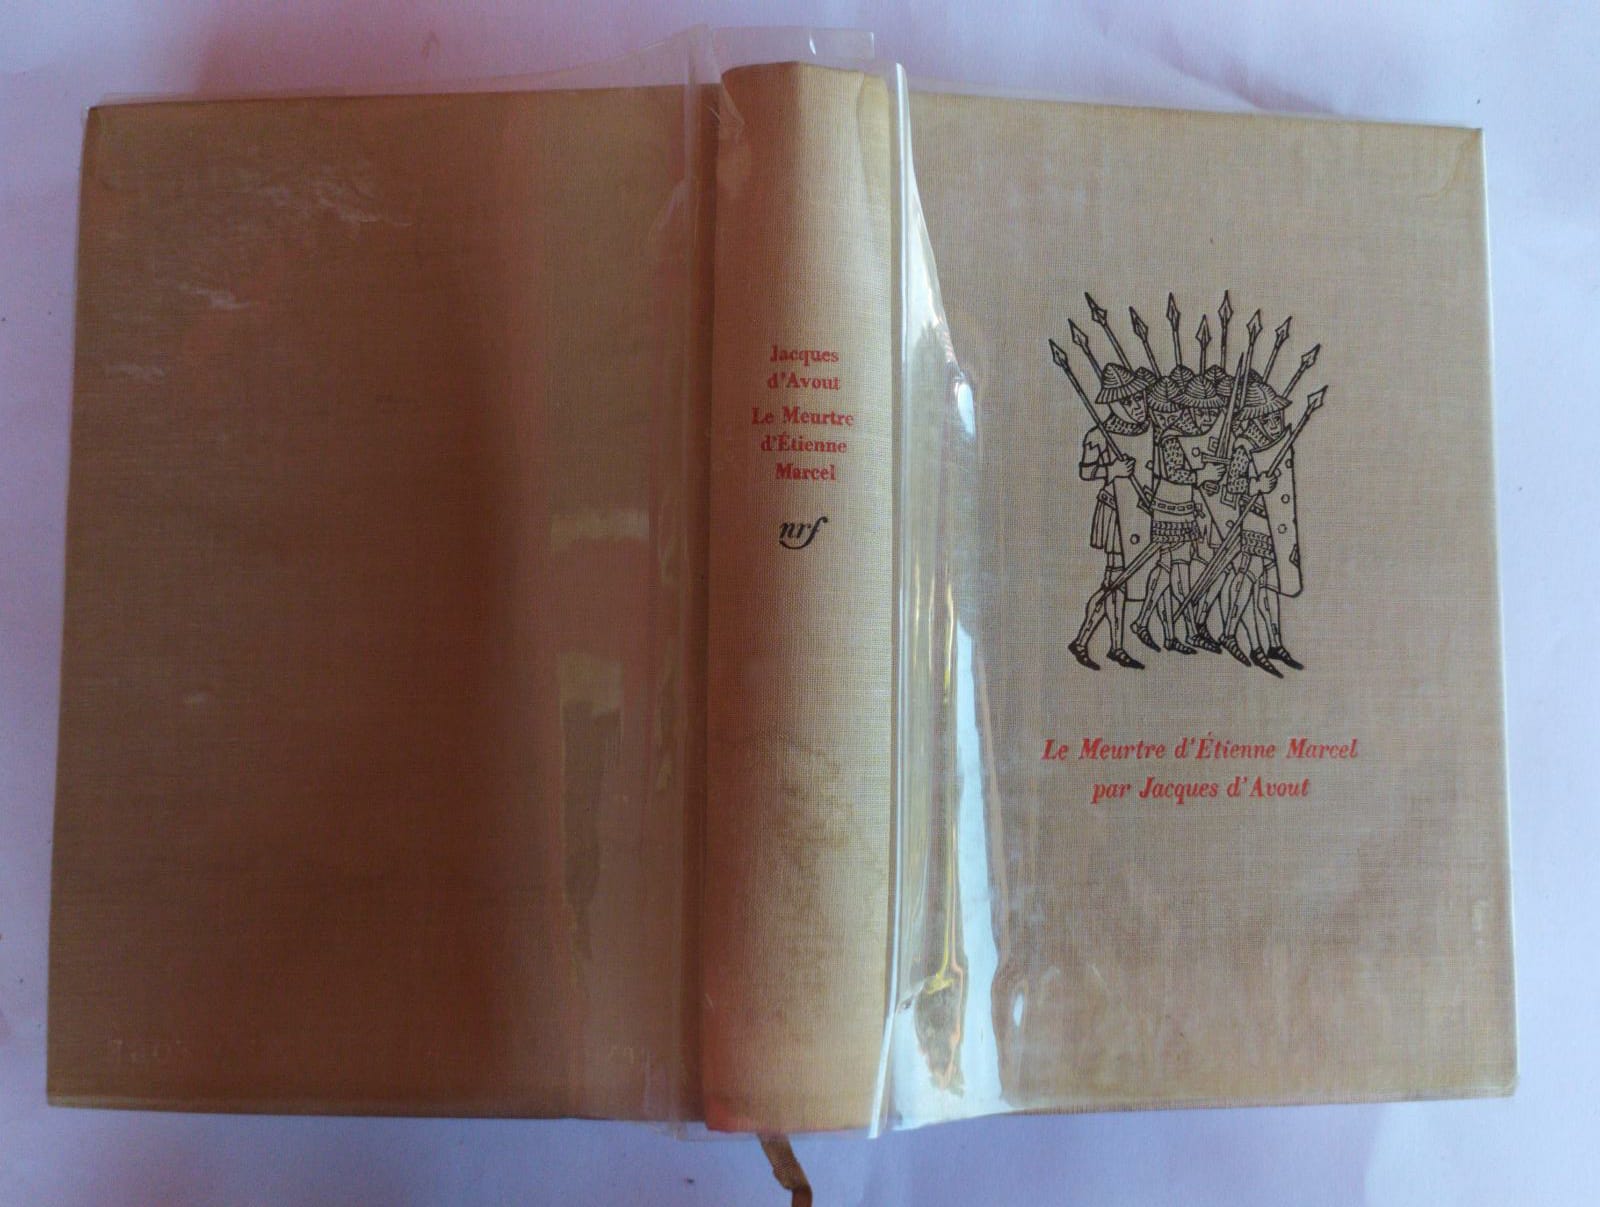 Jacques
d'Avout
Le Meurtre
d'Étienne
Marcel
nrf
Le Meurtre d'Étienne Marcel
par Jacques d'Avout